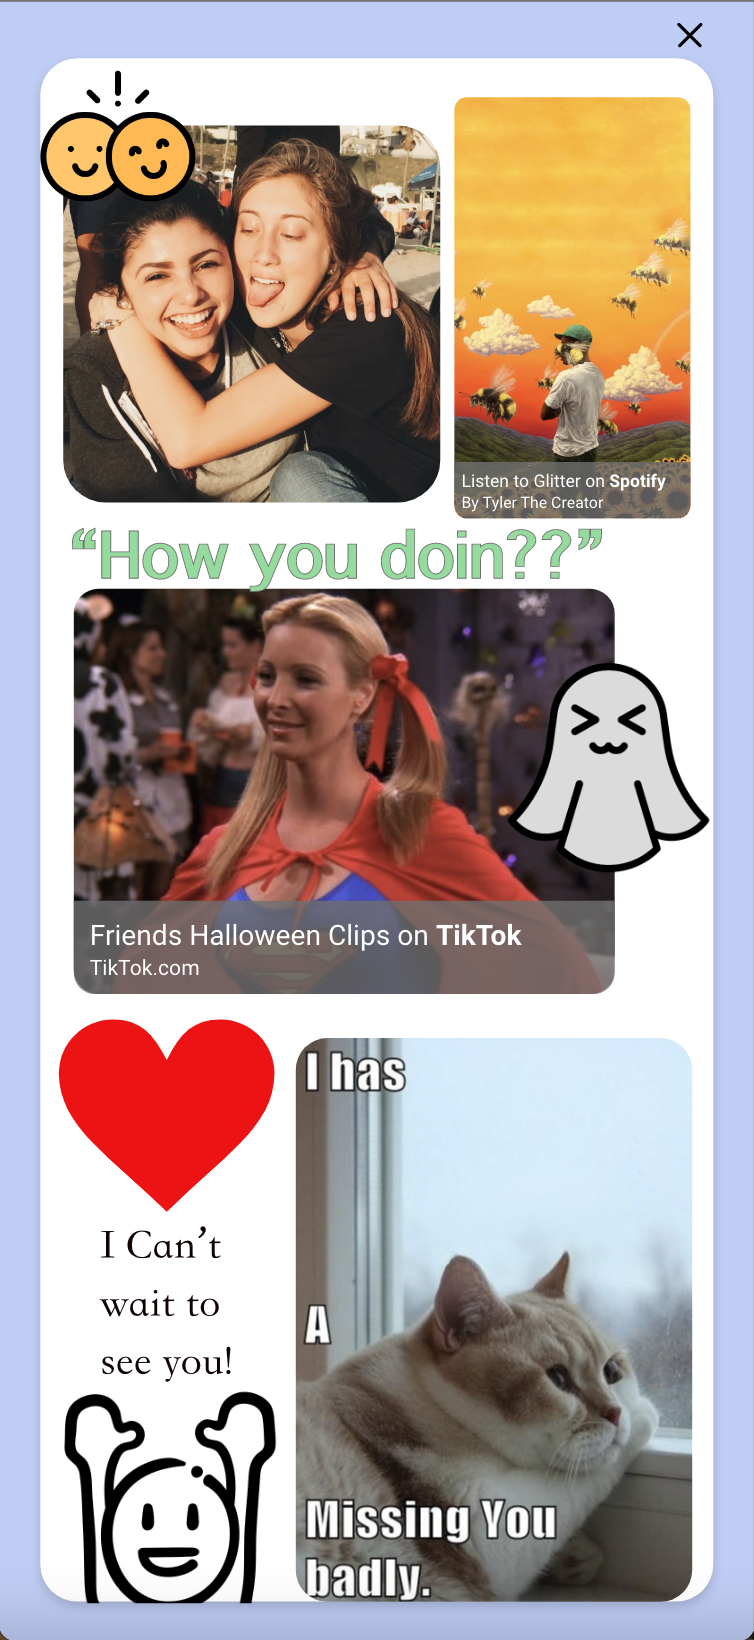 Listen to Glitter on Spotify
By Tyler The Creator
“How you doin??”
Friends Halloween Clips on TikTok
TikTok.com
I Can’t
wait to
see you!
I has
A
Missing You
badly.